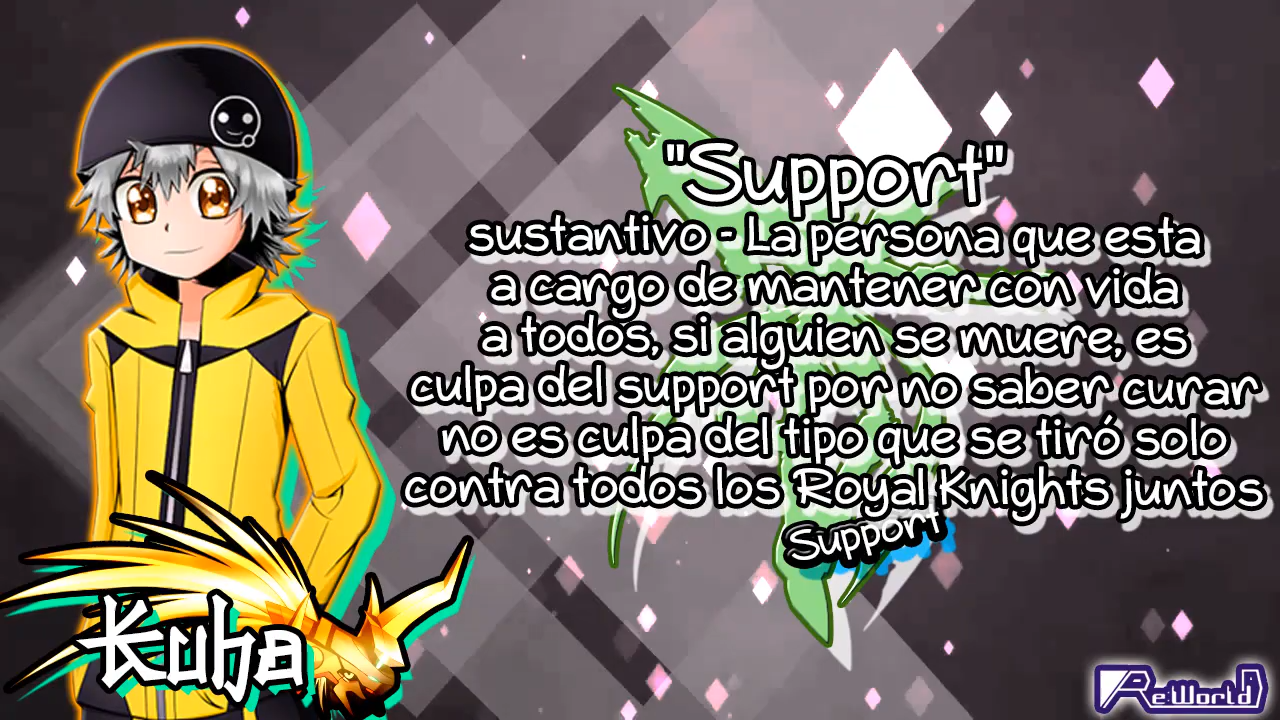 "Support"
sustantivo - La persona que esta
a cargo de mantener con vida
a todos, si alguien se muere, es
culpa del support por no saber curar
no es culpa del tipo que se tiró solo
contra todos los Royal Knights juntos
Support
Kuha
Re:World